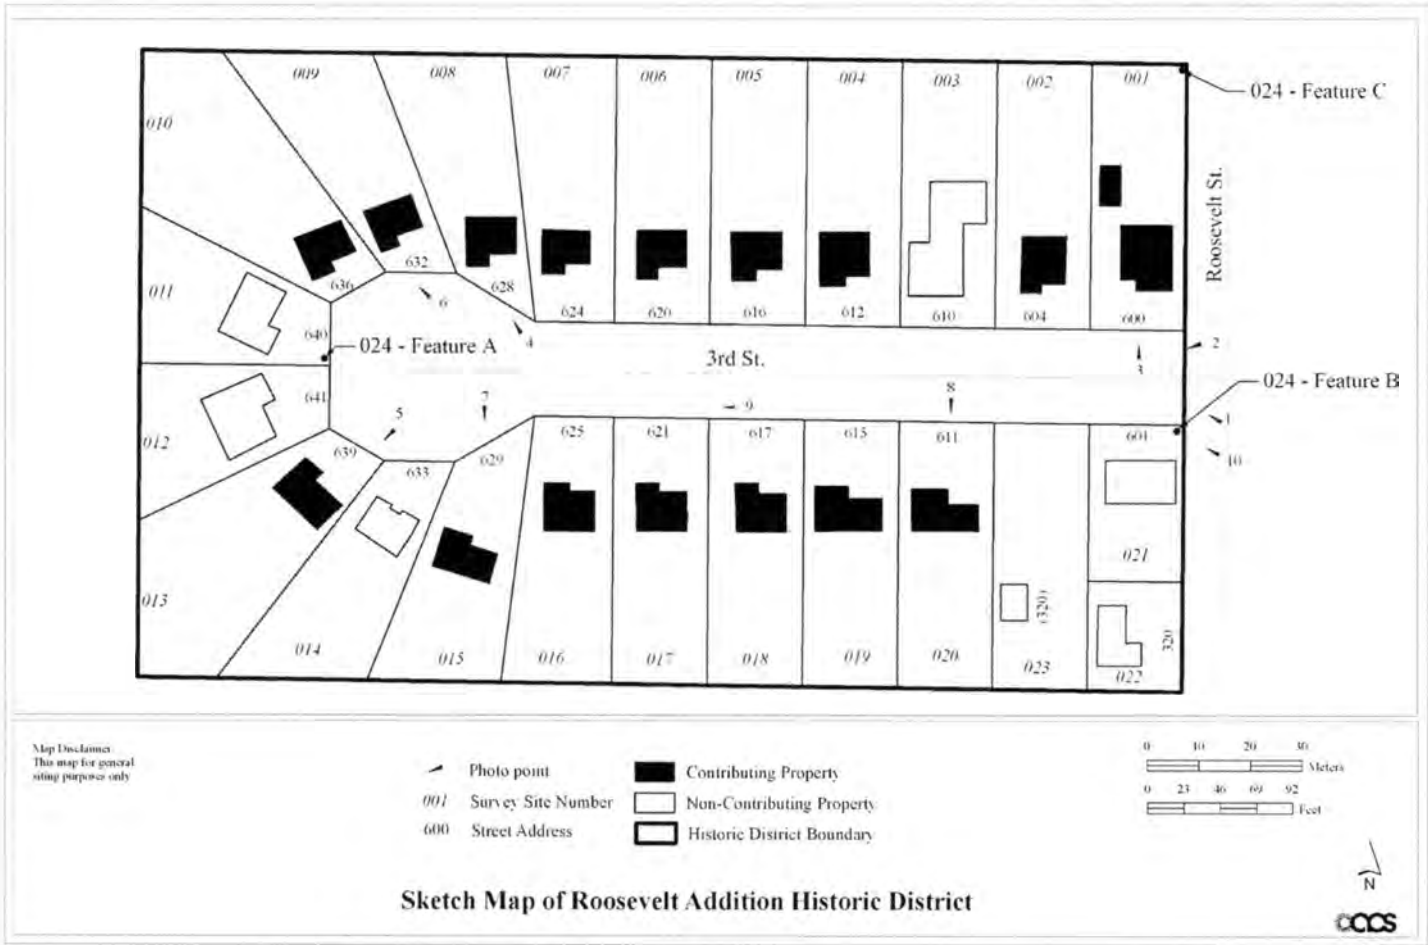 009
008
007
006
005
004
003
002
001
024 - Feature C
010
Roosevelt St.
011
636
632
628
624
620
616
612
610
604
600
6
4
640
024 - Feature A
3rd St.
2
3
024 - Feature B
641
7
5
9
8
1
10
012
639
633
629
625
621
617
615
611
601
021
013
(320)
320
014
015
016
017
018
019
020
023
022
Map Disclaimer
This map for general
siting purposes only
Photo point
001 Survey Site Number
600 Street Address
Contributing Property
Non-Contributing Property
Historic District Boundary
0 10 20 30
Meters
0 23 46 69 92
Feet
N
Sketch Map of Roosevelt Addition Historic District
CCS